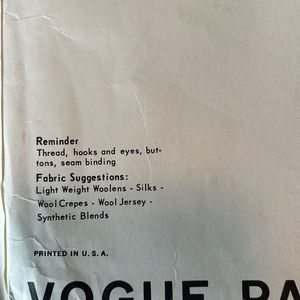 Reminder
Thread, hooks and eyes, but-
tons, seam binding
Fabric Suggestions:
Light Weight Woolens - Silks -
Wool Crepes - Wool Jersey -
Synthetic Blends
PRINTED IN U.S.A.
VOGUE PA